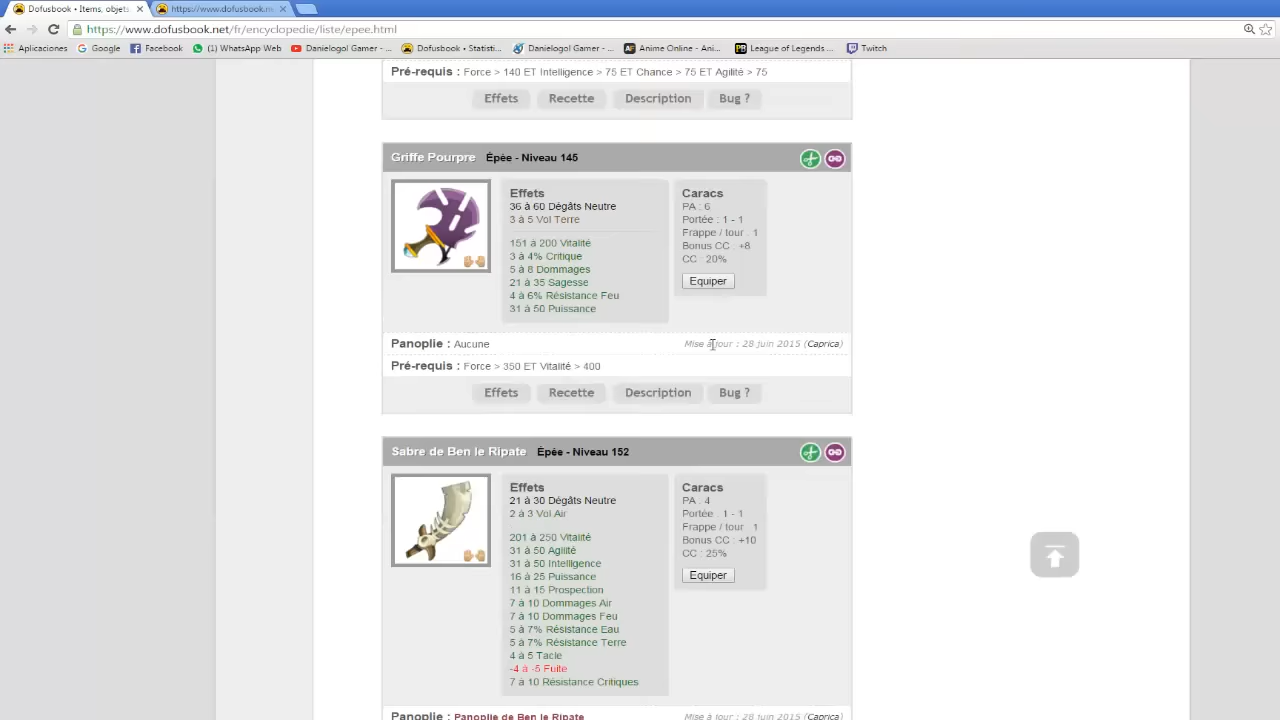 Dofusbook • Items, objet
https://www.dofusbook.n
https://www.dofusbook.net/fr/encyclopedie/liste/epee.html
Aplicaciones Google Facebook (1) WhatsApp Web Danielogol Gamer - ... Dofusbook • Statisti... Danielogol Gamer - ... Anime Online - Ani... League of Legends ... Twitch
Pré-requis : Force > 140 ET Intelligence > 75 ET Chance > 75 ET Agilité > 75
Effets Recette Description Bug ?
Griffe Pourpre Épée - Niveau 145
Effets
36 à 60 Dégâts Neutre
3 à 5 Vol Terre
151 à 200 Vitalité
3 à 4% Critique
5 à 8 Dommages
21 à 35 Sagesse
4 à 6% Résistance Feu
31 à 50 Puissance
Caracs
PA : 6
Portée : 1 - 1
Frappe / tour : 1
Bonus CC : +8
CC : 20%
Equiper
Panoplie : Aucune
Mise à jour : 28 juin 2015 (Caprica)
Pré-requis : Force > 350 ET Vitalité > 400
Effets Recette Description Bug ?
Sabre de Ben le Ripate Épée - Niveau 152
Effets
21 à 30 Dégâts Neutre
2 à 3 Vol Air
201 à 250 Vitalité
31 à 50 Agilité
31 à 50 Intelligence
16 à 25 Puissance
11 à 15 Prospection
7 à 10 Dommages Air
7 à 10 Dommages Feu
5 à 7% Résistance Eau
5 à 7% Résistance Terre
4 à 5 Tacle
-4 à -5 Fuite
7 à 10 Résistance Critiques
Caracs
PA : 4
Portée : 1 - 1
Frappe / tour : 1
Bonus CC : +10
CC : 25%
Equiper
Panoplie : Panoplie de Ben le Ripate
Mise à jour : 28 juin 2015 (Caprica)